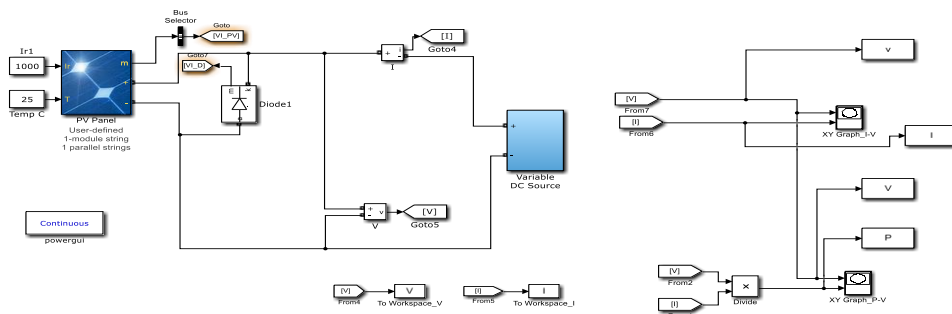 Bus
Selector
Goto
[VI_PV]
Goto7
[VI_D]
Ir1
1000
Ir
m
+
-
25
T
Temp C
PV Panel
User-defined
1-module string
1 parallel strings
m
k
a
Diode1
+
-
i
I
[I]
Goto4
+
-
Variable
DC Source
+
-
v
V
[V]
Goto5
Continuous
powergui
[V]
From4
V
To Workspace_V
[I]
From5
I
To Workspace_I
v
[V]
From7
[I]
From6
XY Graph_I-V
I
V
P
[V]
From2
[I]
×
Divide
XY Graph_P-V